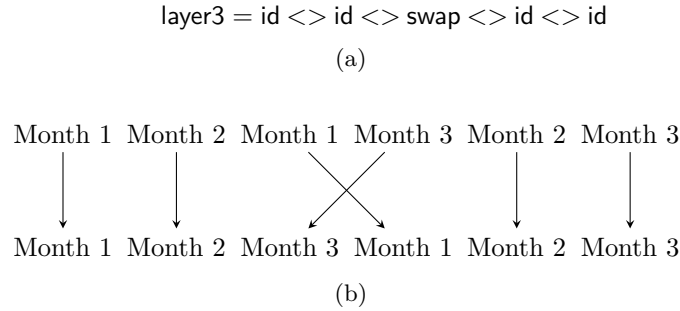 layer3 = id <> id <> swap <> id <> id
(a)
Month 1 Month 2 Month 1 Month 3 Month 2 Month 3
Month 1 Month 2 Month 3 Month 1 Month 2 Month 3
(b)